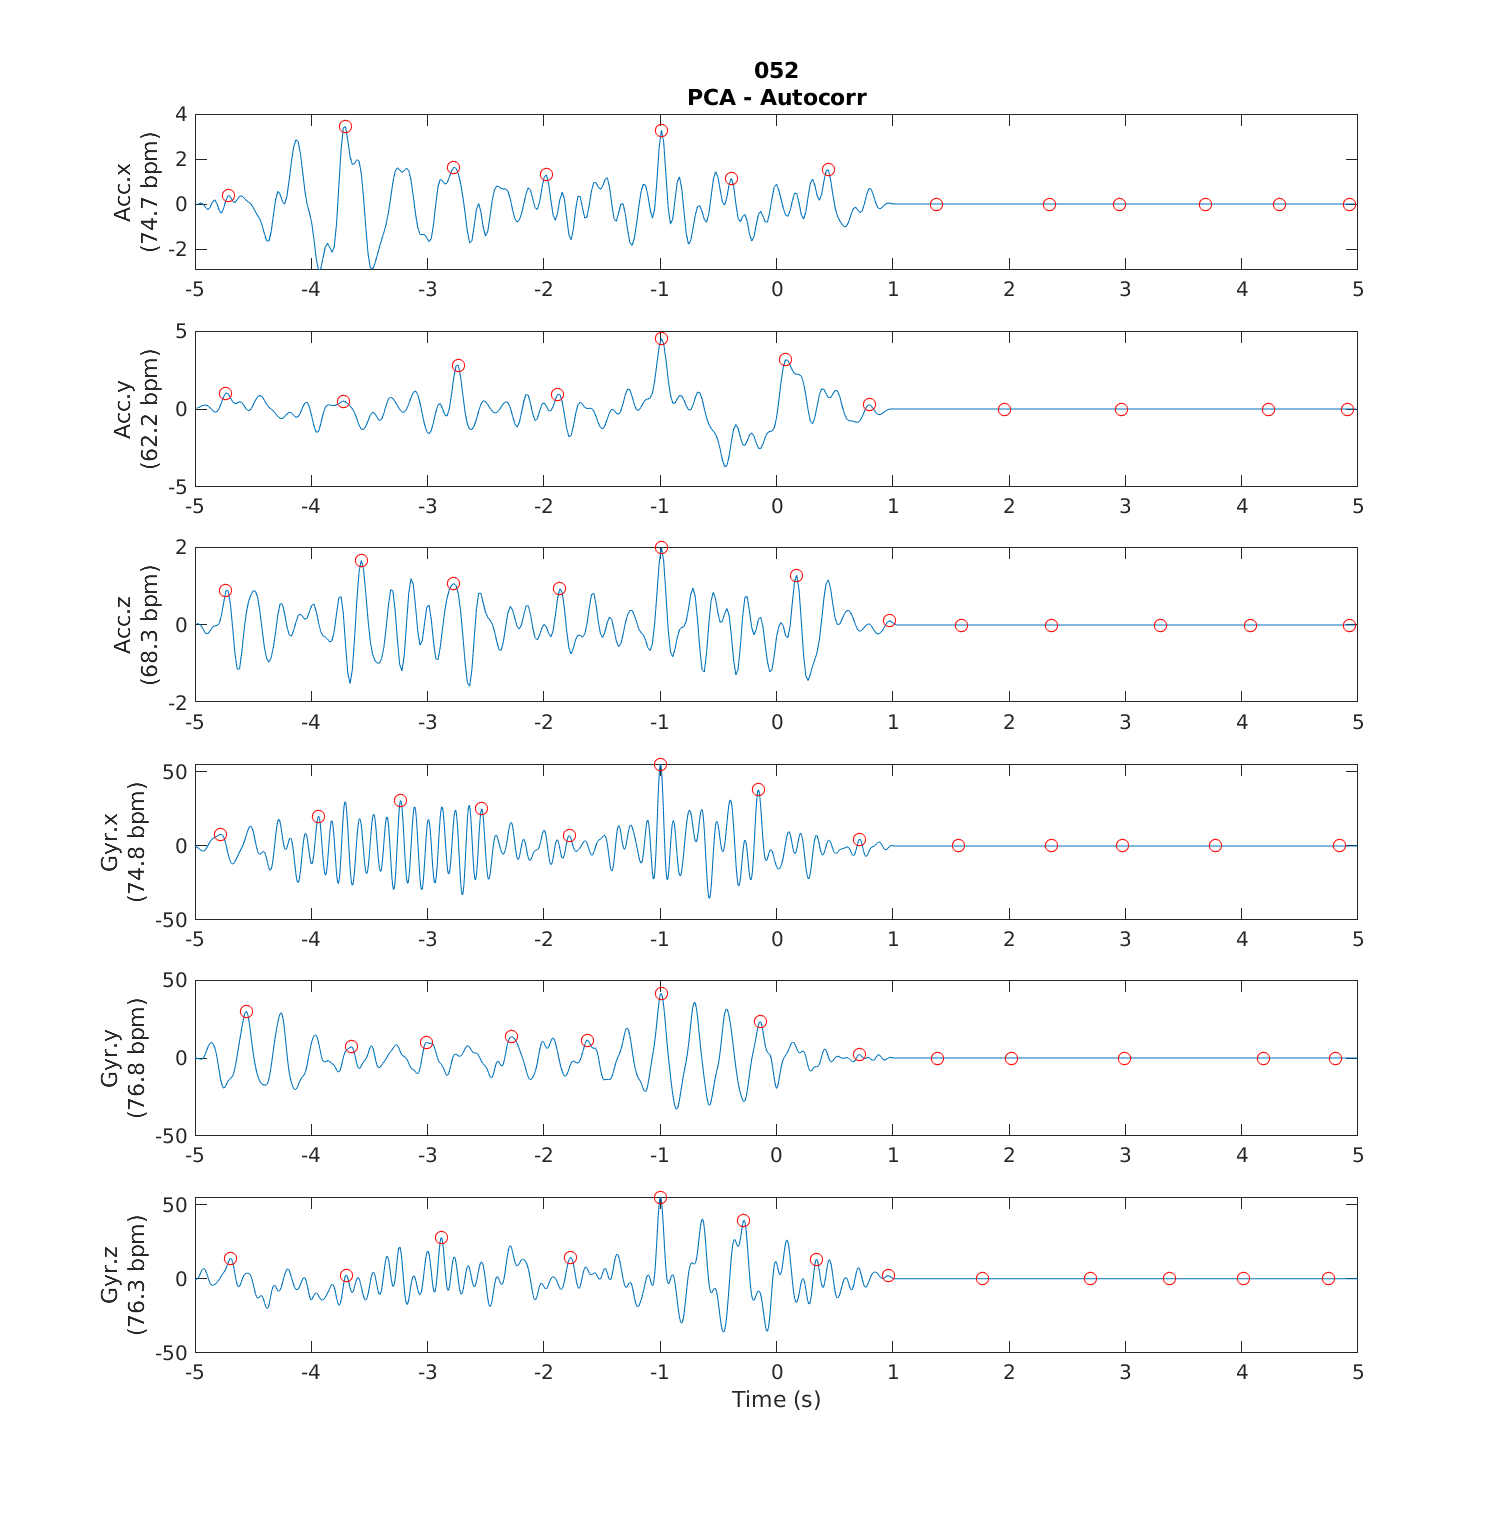 052
PCA - Autocorr
Acc.x
(74.7 bpm)
4
2
0
-2
-5 -4 -3 -2 -1 0 1 2 3 4 5
Acc.y
(62.2 bpm)
5
0
-5
-5 -4 -3 -2 -1 0 1 2 3 4 5
Acc.z
(68.3 bpm)
2
0
-2
-5 -4 -3 -2 -1 0 1 2 3 4 5
Gyr.x
(74.8 bpm)
50
0
-50
-5 -4 -3 -2 -1 0 1 2 3 4 5
Gyr.y
(76.8 bpm)
50
0
-50
-5 -4 -3 -2 -1 0 1 2 3 4 5
Gyr.z
(76.3 bpm)
50
0
-50
-5 -4 -3 -2 -1 0 1 2 3 4 5
Time (s)